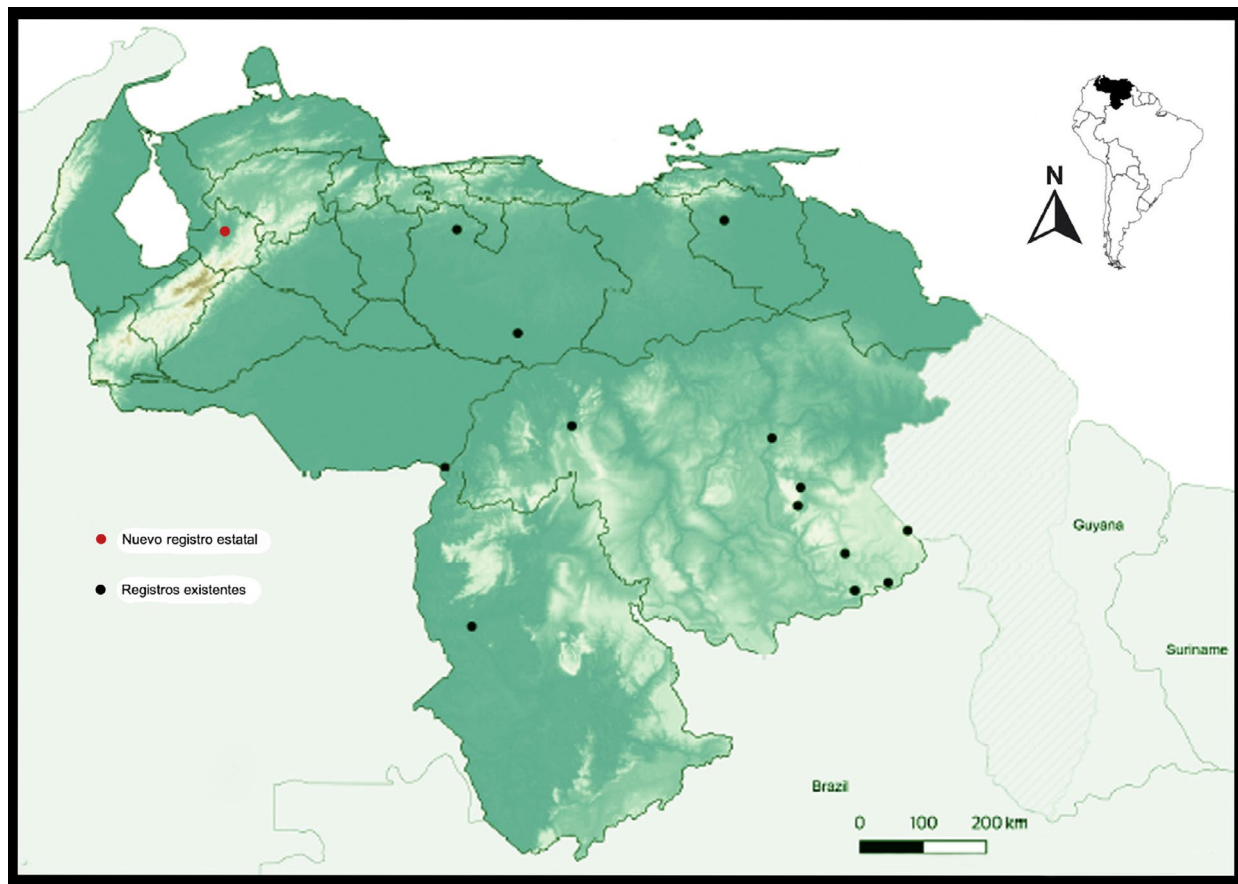 N
Nuevo registro estatal
Registros existentes
Guyana
Suriname
Brazil
0 100 200 km